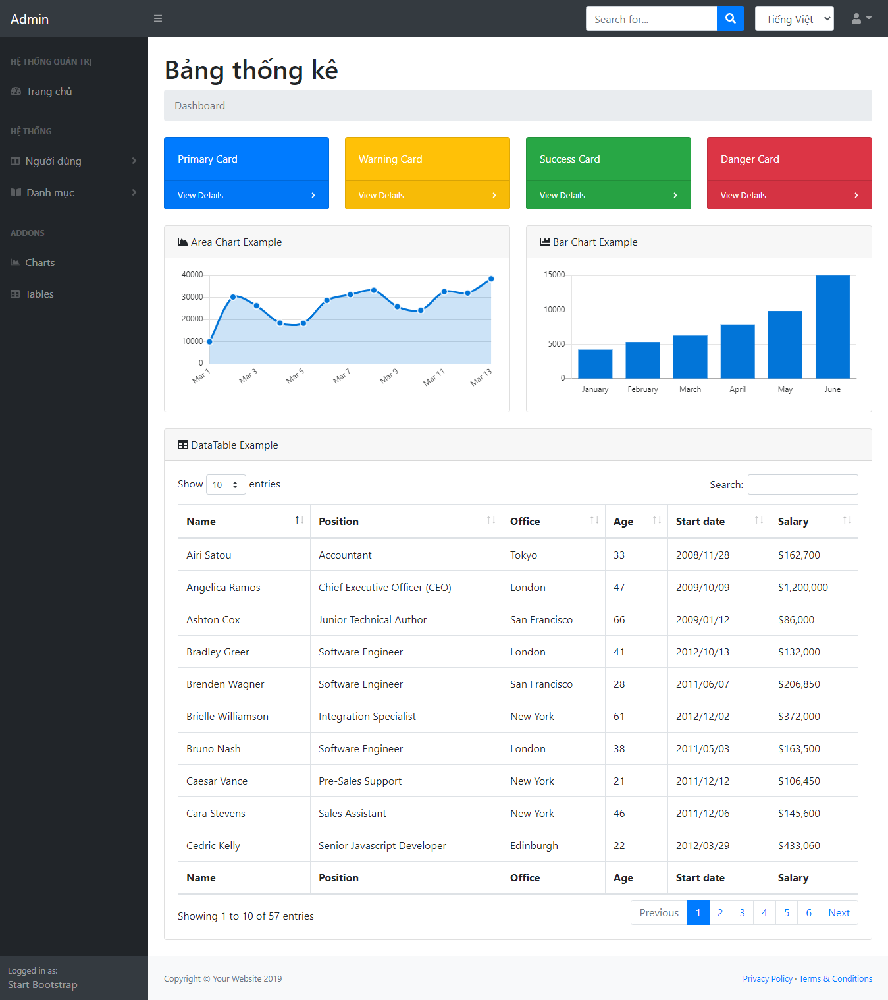 Admin
Search for...
Tiếng Việt
HỆ THỐNG QUẢN TRỊ
Trang chủ
HỆ THỐNG
Người dùng
Danh mục
ADDONS
Charts
Tables
Logged in as:
Start Bootstrap
Bảng thống kê
Dashboard
Primary Card
View Details
Warning Card
View Details
Success Card
View Details
Danger Card
View Details
Area Chart Example
40000
30000
20000
10000
0
Mar 1 Mar 3 Mar 5 Mar 7 Mar 9 Mar 11 Mar 13
Bar Chart Example
15000
10000
5000
0
January February March April May June
DataTable Example
Show 10 entries
Search:
Name Position Office Age Start date Salary
Airi Satou Accountant Tokyo 33 2008/11/28 $162,700
Angelica Ramos Chief Executive Officer (CEO) London 47 2009/10/09 $1,200,000
Ashton Cox Junior Technical Author San Francisco 66 2009/01/12 $86,000
Bradley Greer Software Engineer London 41 2012/10/13 $132,000
Brenden Wagner Software Engineer San Francisco 28 2011/06/07 $206,850
Brielle Williamson Integration Specialist New York 61 2012/12/02 $372,000
Bruno Nash Software Engineer London 38 2011/05/03 $163,500
Caesar Vance Pre-Sales Support New York 21 2011/12/12 $106,450
Cara Stevens Sales Assistant New York 46 2011/12/06 $145,600
Cedric Kelly Senior Javascript Developer Edinburgh 22 2012/03/29 $433,060
Name Position Office Age Start date Salary
Showing 1 to 10 of 57 entries
Previous 1 2 3 4 5 6 Next
Copyright © Your Website 2019
Privacy Policy · Terms & Conditions